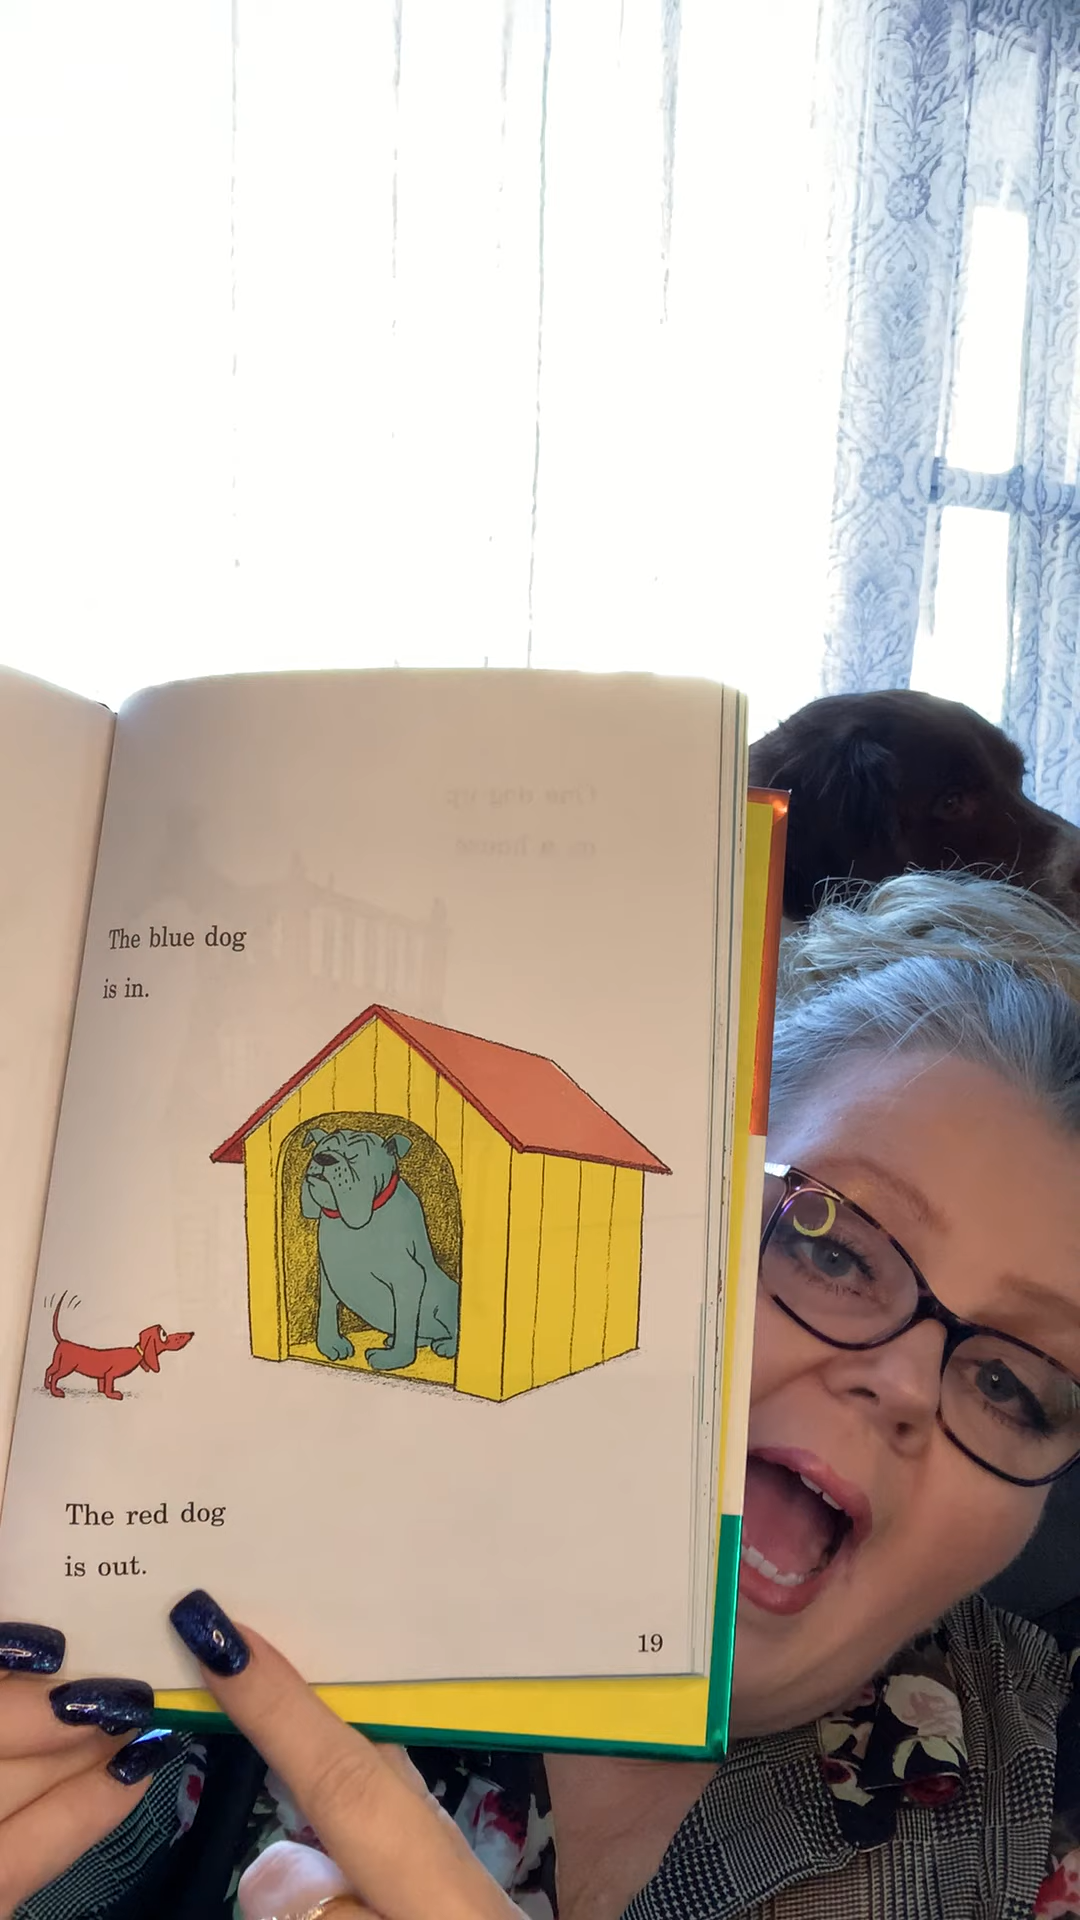 The blue dog
is in.
The red dog
is out.
19